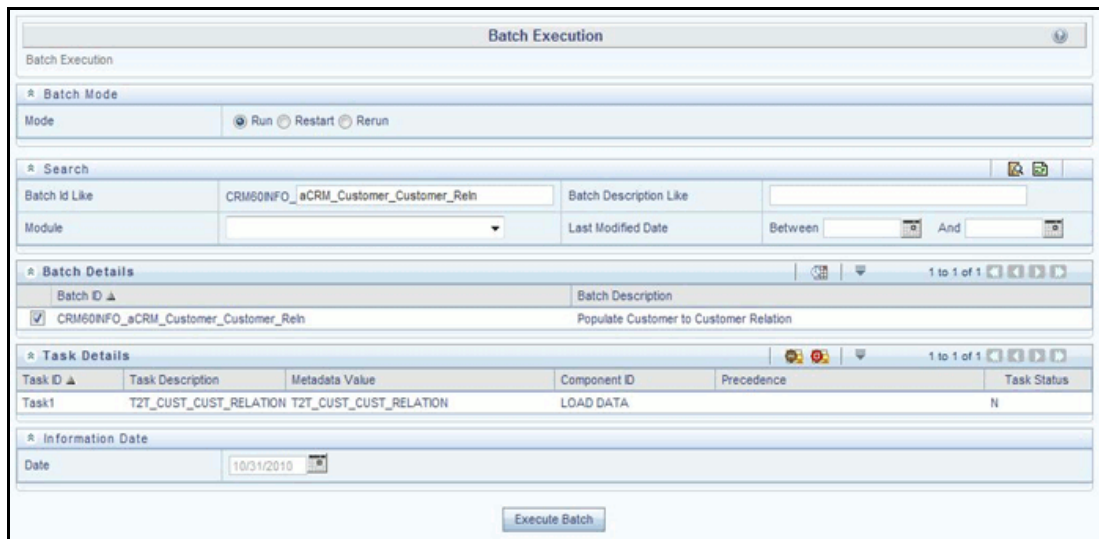 Batch Execution
Batch Execution
Batch Mode
Mode Run Restart Rerun
Search
Batch Id Like CRM60INFO_ aCRM_Customer_Customer_Reln Batch Description Like
Module Last Modified Date Between And
Batch Details 1 to 1 of 1
Batch ID Batch Description
CRM60INFO_aCRM_Customer_Customer_Reln Populate Customer to Customer Relation
Task Details 1 to 1 of 1
Task ID Task Description Metadata Value Component ID Precedence Task Status
Task1 T2T_CUST_CUST_RELATION T2T_CUST_CUST_RELATION LOAD DATA N
Information Date
Date 10/31/2010
Execute Batch